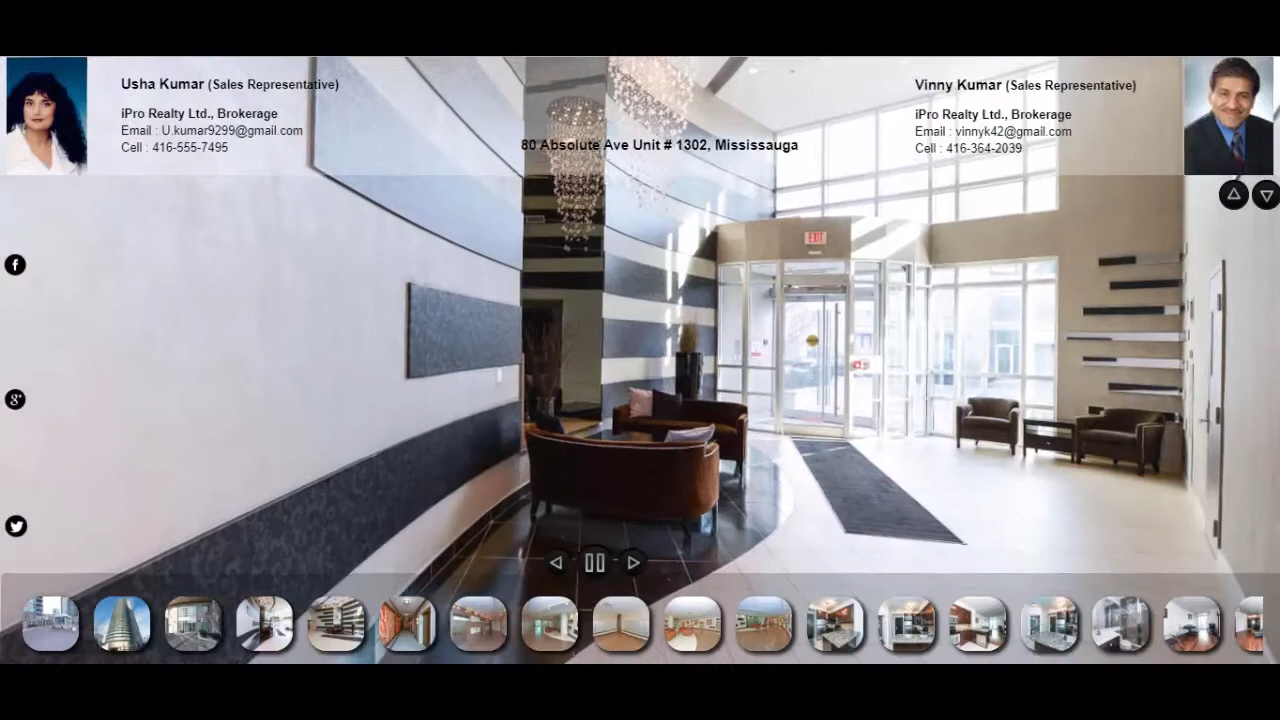 Usha Kumar (Sales Representative)
iPro Realty Ltd., Brokerage
Email : U.kumar9299@gmail.com
Cell : 416-555-7495
80 Absolute Ave Unit # 1302, Mississauga
Vinny Kumar (Sales Representative)
iPro Realty Ltd., Brokerage
Email : vinnyk42@gmail.com
Cell : 416-364-2039
EXIT